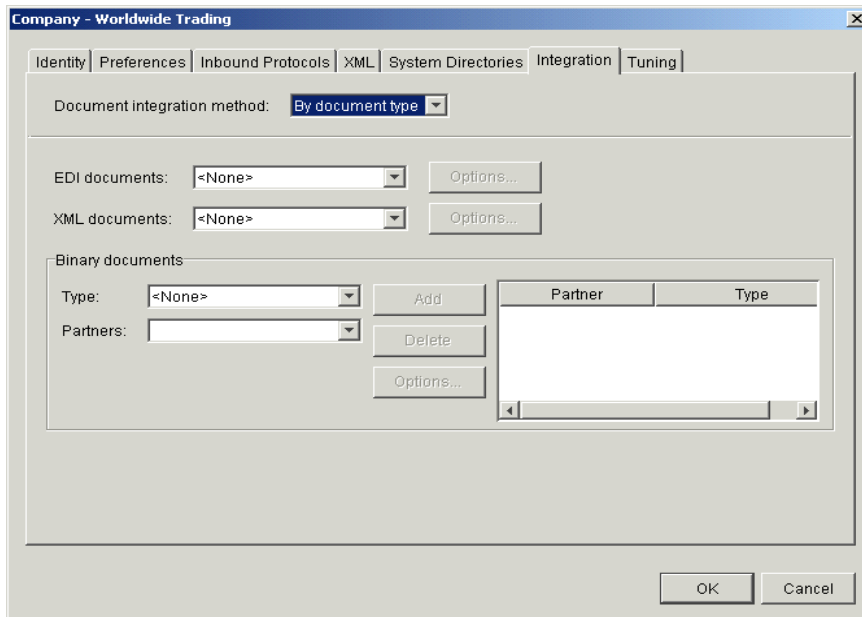 Company - Worldwide Trading
Identity Preferences Inbound Protocols XML System Directories Integration Tuning
Document integration method: By document type
EDI documents: <None> Options...
XML documents: <None> Options...
Binary documents
Type: <None> Add Partner Type
Partners: Delete
Options...
OK Cancel